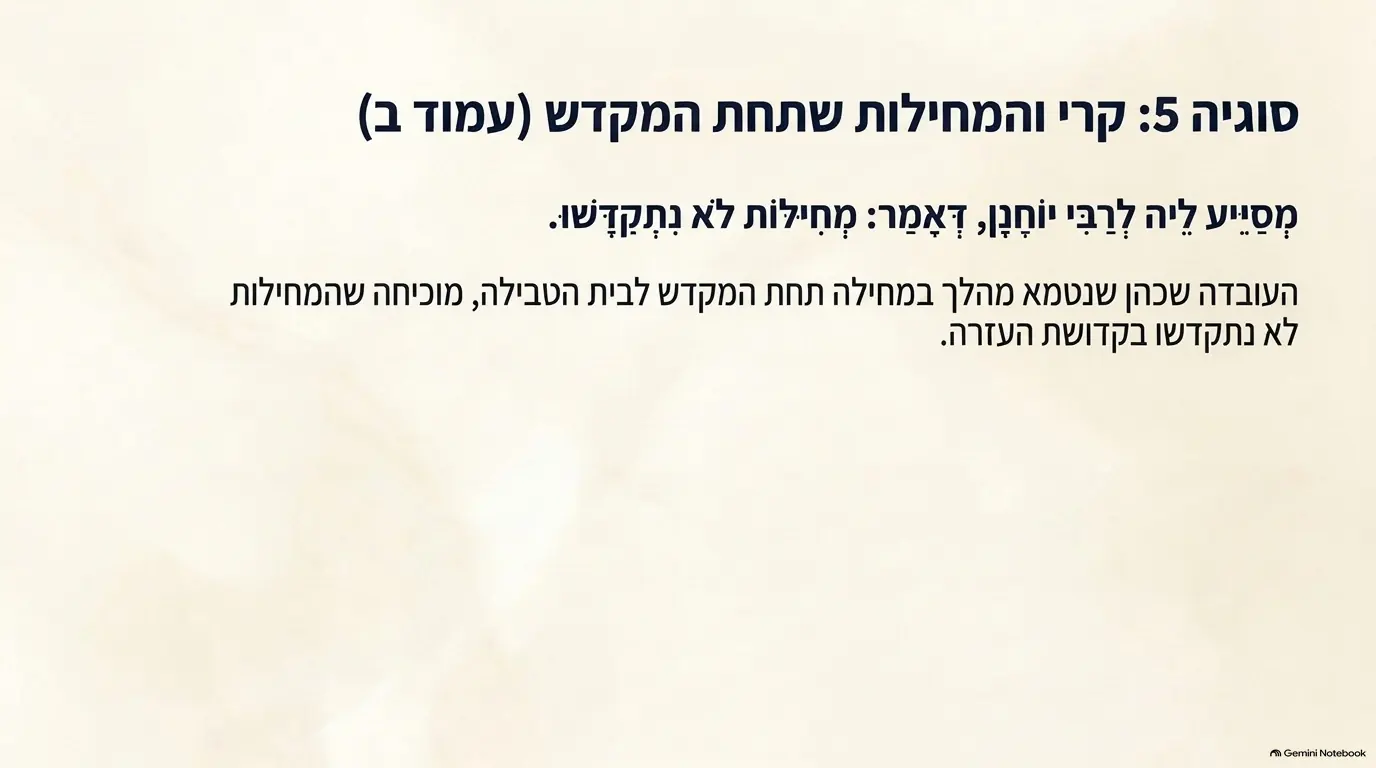 סוגיה 5: קרי והמחילות שתחת המקדש (עמוד ב)
מְסַיֵּיע לֵיה לְרַבִּי יוֹחָנָן, דְּאָמַר: מְחִילּוֹת לֹא נִתְקַדָּשׁוּ.
העובדה שכהן שנטמא מהלך במחילה תחת המקדש לבית הטבילה, מוכיחה שהמחילות
לא נתקדשו בקדושת העזרה.
Gemini Notebook